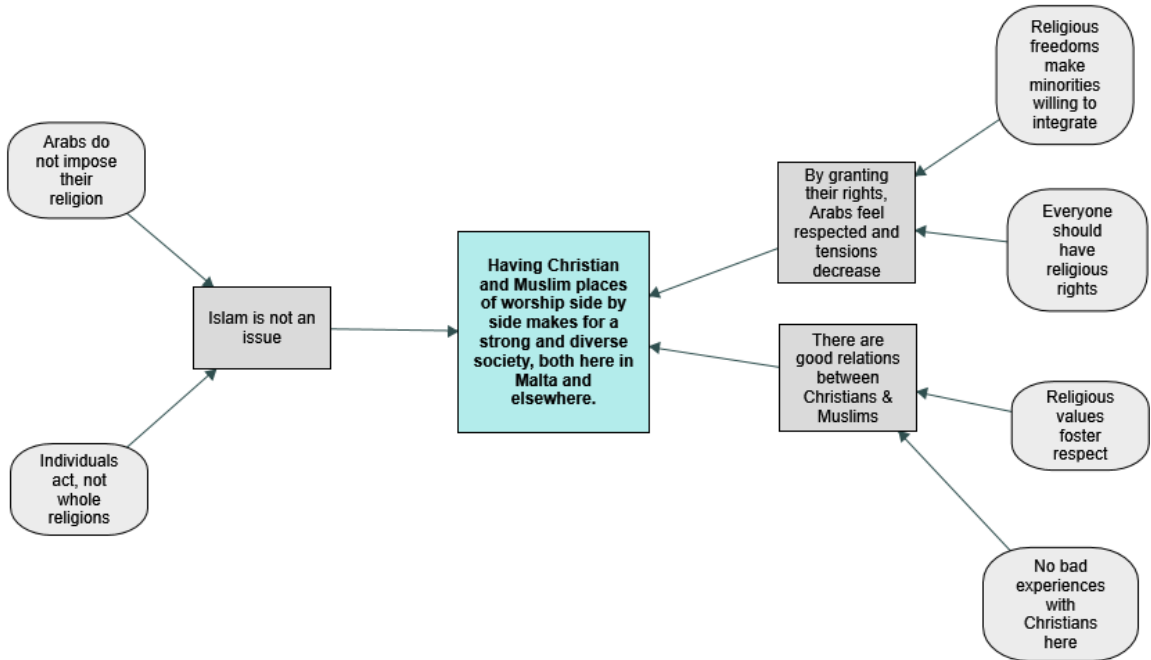 Arabs do
not impose
their
religion
Individuals
act, not
whole
religions
Islam is not an
issue
Having Christian
and Muslim places
of worship side by
side makes for a
strong and diverse
society, both here in
Malta and
elsewhere.
By granting
their rights,
Arabs feel
respected and
tensions
decrease
There are
good relations
between
Christians &
Muslims
Religious
freedoms
make
minorities
willing to
integrate
Everyone
should
have
religious
rights
Religious
values
foster
respect
No bad
experiences
with
Christians
here